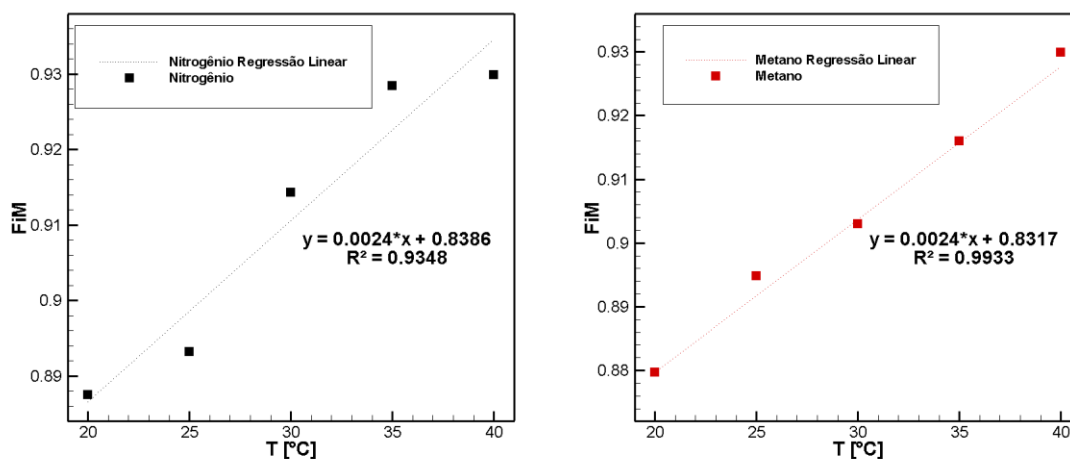 Nitrogênio Regressão Linear
Nitrogênio
0.93
0.92
0.91
0.9
0.89
FiM
y = 0.0024*x + 0.8386
R² = 0.9348
20 25 30 35 40
T [ºC]
Metano Regressão Linear
Metano
0.93
0.92
0.91
0.9
0.89
0.88
FiM
y = 0.0024*x + 0.8317
R² = 0.9933
20 25 30 35 40
T [ºC]